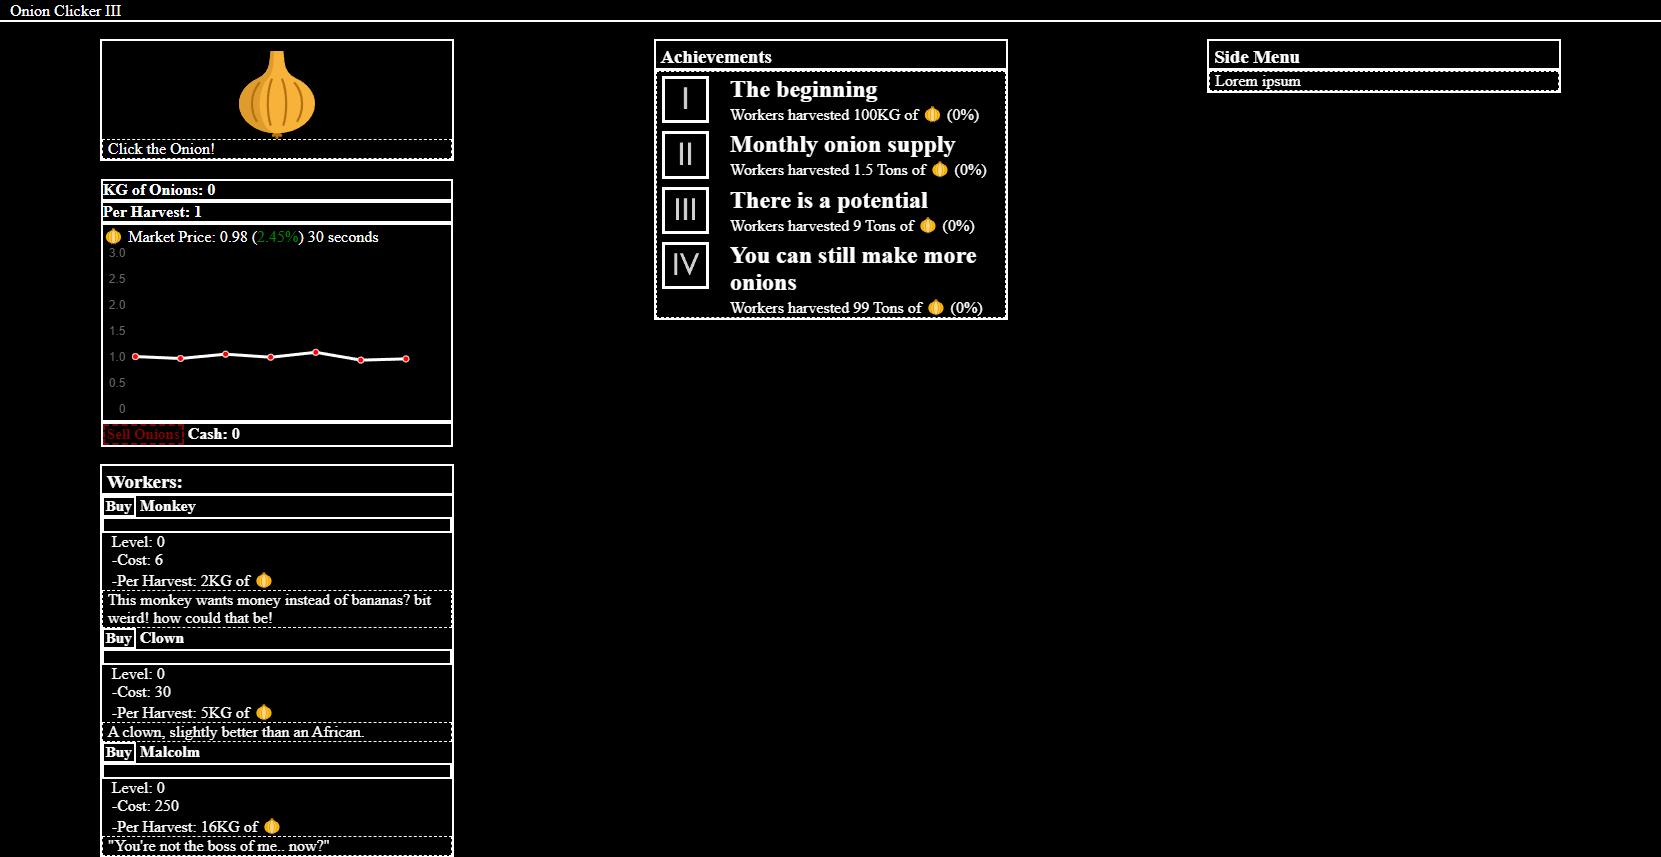 Onion Clicker III
Click the Onion!
KG of Onions: 0
Per Harvest: 1
Market Price: 0.98 (2.45%) 30 seconds
3.0
2.5
2.0
1.5
1.0
0.5
0
Sell Onions Cash: 0
Workers:
Buy Monkey
Level: 0
-Cost: 6
-Per Harvest: 2KG of
This monkey wants money instead of bananas? bit
weird! how could that be!
Buy Clown
Level: 0
-Cost: 30
-Per Harvest: 5KG of
A clown, slightly better than an African.
Buy Malcolm
Level: 0
-Cost: 250
-Per Harvest: 16KG of
"You're not the boss of me.. now?"
Achievements
I
The beginning
Workers harvested 100KG of (0%)
II
Monthly onion supply
Workers harvested 1.5 Tons of (0%)
III
There is a potential
Workers harvested 9 Tons of (0%)
IV
You can still make more
onions
Workers harvested 99 Tons of (0%)
Side Menu
Lorem ipsum